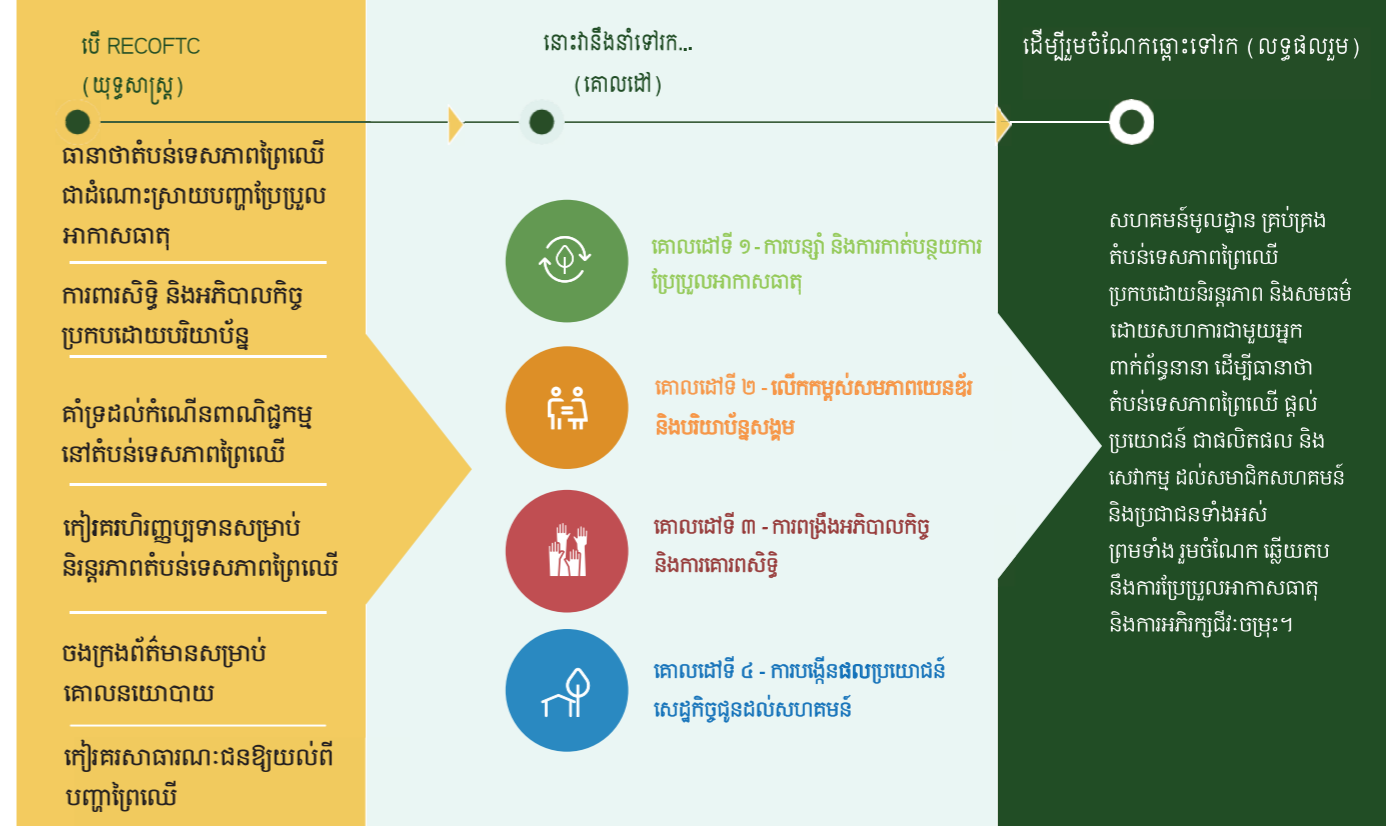 បើ RECOFTC
(យុទ្ធសាស្ត្រ)
ធានាថាតំបន់ទេសភាពព្រៃឈើ
ជាដំណោះស្រាយបញ្ហាប្រែប្រួល
អាកាសធាតុ
ការពារសិទ្ធិ និងអភិបាលកិច្ច
ប្រកបដោយបរិយាប័ន្ន
គាំទ្រដល់កំណើនពាណិជ្ជកម្ម
នៅតំបន់ទេសភាពព្រៃឈើ
កៀរគរហិរញ្ញប្បទានសម្រាប់
និរន្តរភាពតំបន់ទេសភាពព្រៃឈើ
ចងក្រងព័ត៌មានសម្រាប់
គោលនយោបាយ
កៀរគរសាធារណៈជនឱ្យយល់ពី
បញ្ហាព្រៃឈើ
នោះវានឹងនាំទៅរក...
(គោលដៅ)
គោលដៅទី ១ - ការបន្សាំ និងការកាត់បន្ថយការ
ប្រែប្រួលអាកាសធាតុ
គោលដៅទី ២ - លើកកម្ពស់សមភាពយេនឌ័រ
និងបរិយាប័ន្នសង្គម
គោលដៅទី ៣ - ការពង្រឹងអភិបាលកិច្ច
និងការគោរពសិទ្ធិ
គោលដៅទី ៤ - ការបង្កើនផលប្រយោជន៍
សេដ្ឋកិច្ចជូនដល់សហគមន៍
ដើម្បីរួមចំណែកឆ្ពោះទៅរក (លទ្ធផលរួម)
សហគមន៍មូលដ្ឋាន គ្រប់គ្រង
តំបន់ទេសភាពព្រៃឈើ
ប្រកបដោយនិរន្តរភាព និងសមធម៌
ដោយសហការជាមួយអ្នក
ពាក់ព័ន្ធនានា ដើម្បីធានាថា
តំបន់ទេសភាពព្រៃឈើ ផ្តល់
ប្រយោជន៍ ជាផលិតផល និង
សេវាកម្ម ដល់សមាជិកសហគមន៍
និងប្រជាជនទាំងអស់
ព្រមទាំង រួមចំណែក ឆ្លើយតប
នឹងការប្រែប្រួលអាកាសធាតុ
និងការអភិរក្សជីវៈចម្រុះ។